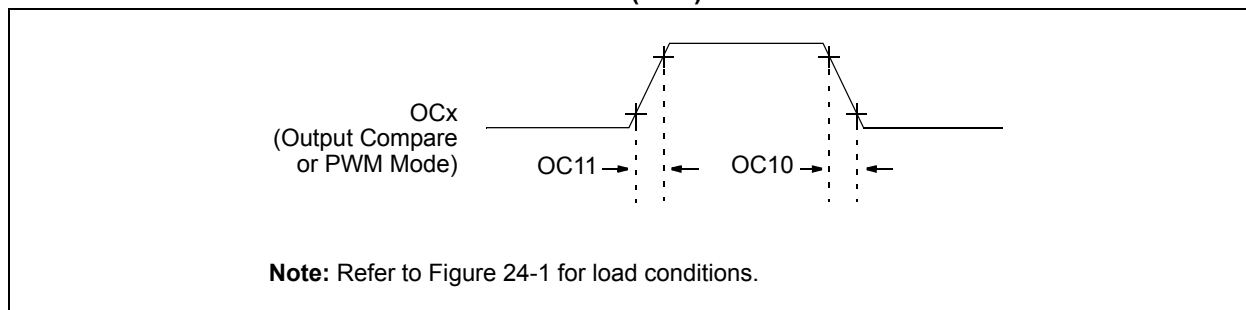 OCx
(Output Compare
or PWM Mode)
OC11
OC10
Note: Refer to Figure 24-1 for load conditions.